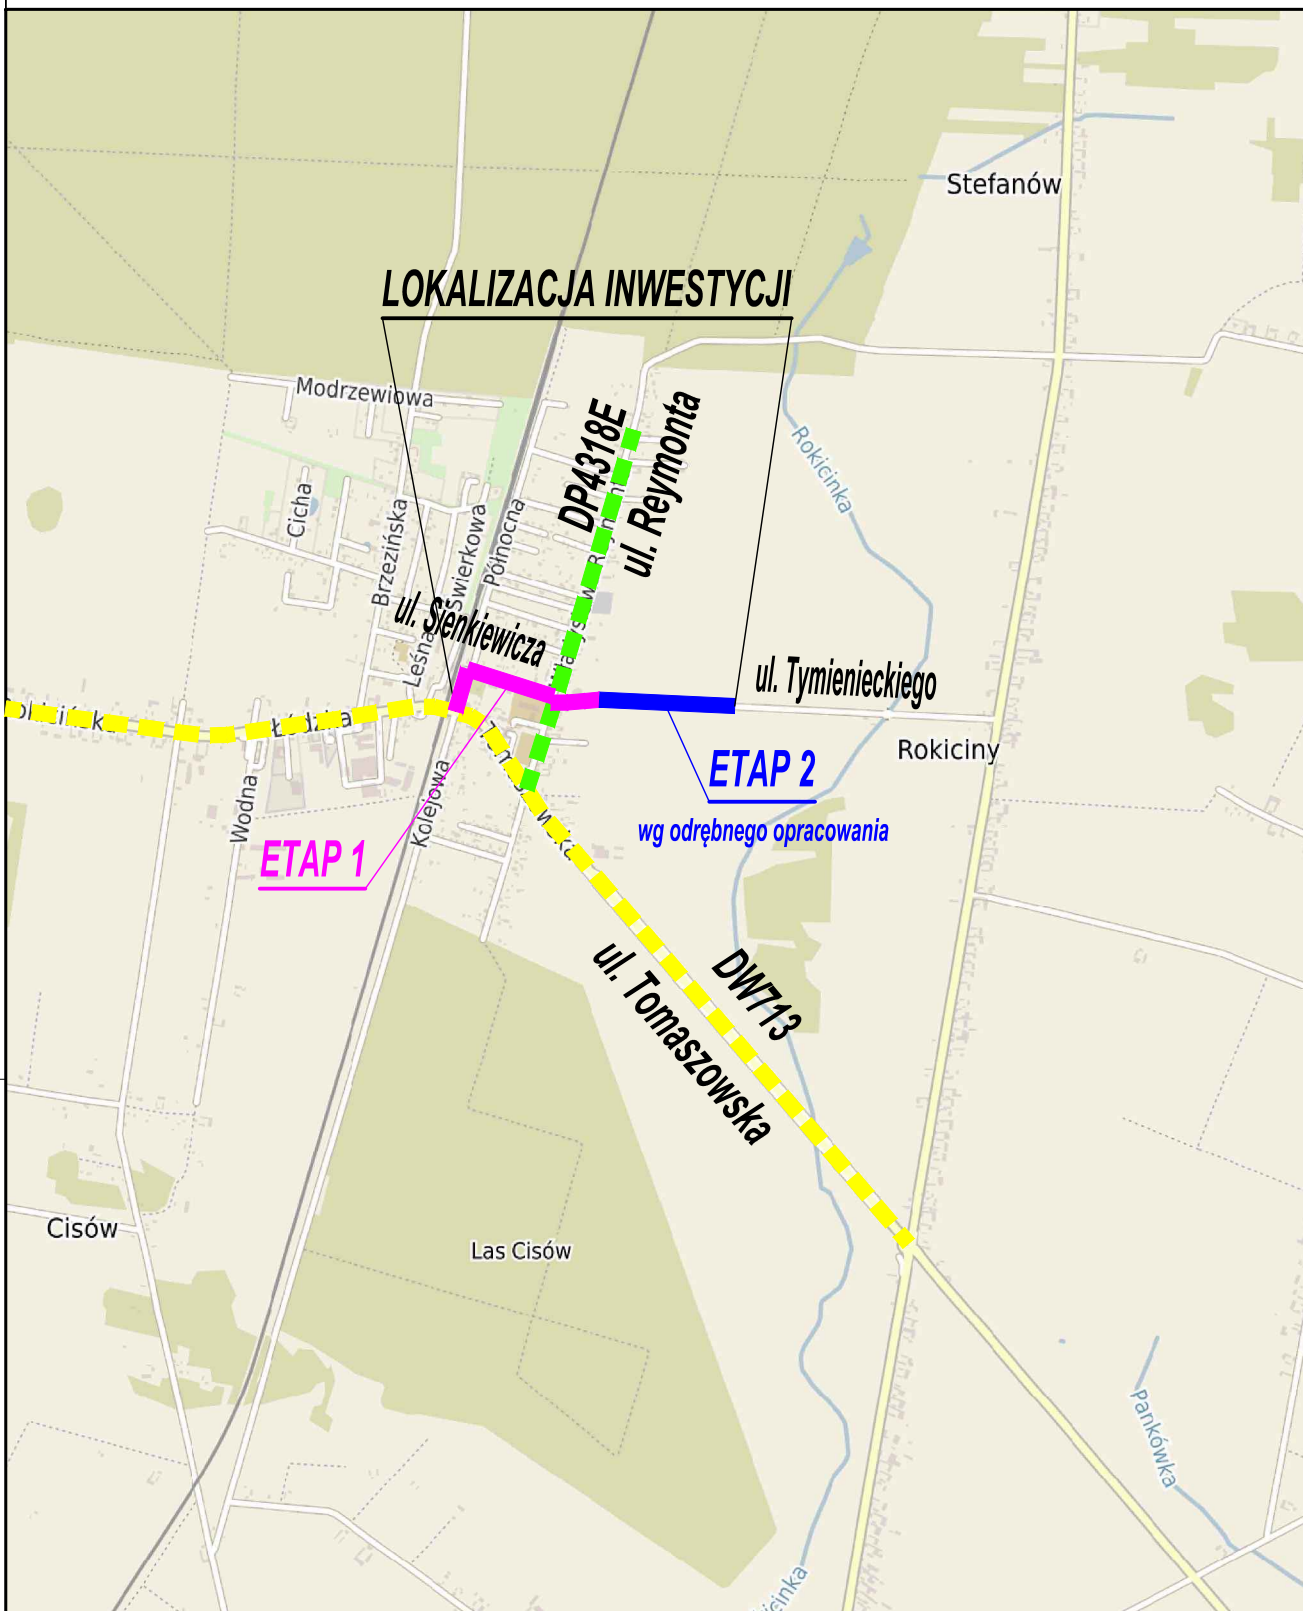 Stefanów
LOKALIZACJA INWESTYCJI
Modrzewiowa
DP4318E
ul. Reymonta
Rokicinka
Cicha
Brzezińska
Świerkowa
Północna
ul. Sienkiewicza
Leśna
ul. Tymienieckiego
Łódzka
Rokiciny
ETAP 2
wg odrębnego opracowania
Wodna
Kolejowa
ETAP 1
DW713
ul. Tomaszowska
Cisów
Las Cisów
Pankówka